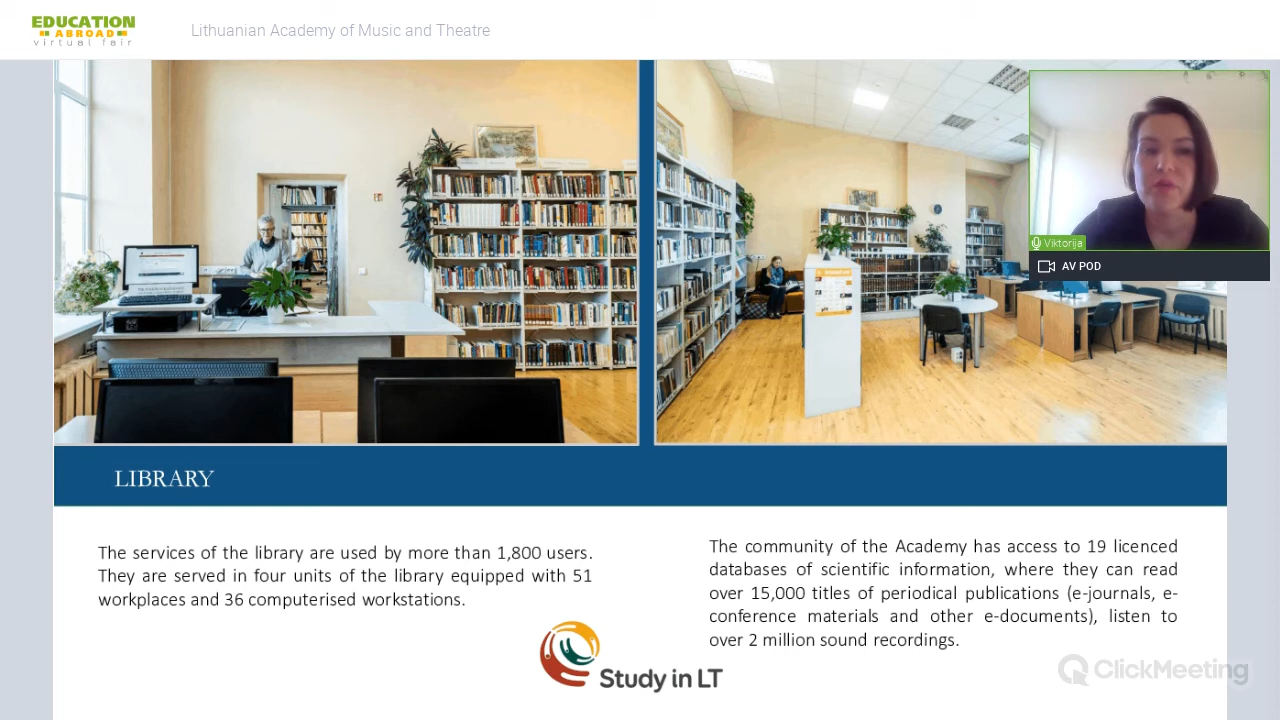 EDUCATION
ABROAD
virtual fair
Lithuanian Academy of Music and Theatre
Viktorija
AV POD
LIBRARY
The services of the library are used by more than 1,800 users.
They are served in four units of the library equipped with 51
workplaces and 36 computerised workstations.
The community of the Academy has access to 19 licenced
databases of scientific information, where they can read
over 15,000 titles of periodical publications (e-journals, e-
conference materials and other e-documents), listen to
over 2 million sound recordings.
Study in LT
ClickMeeting